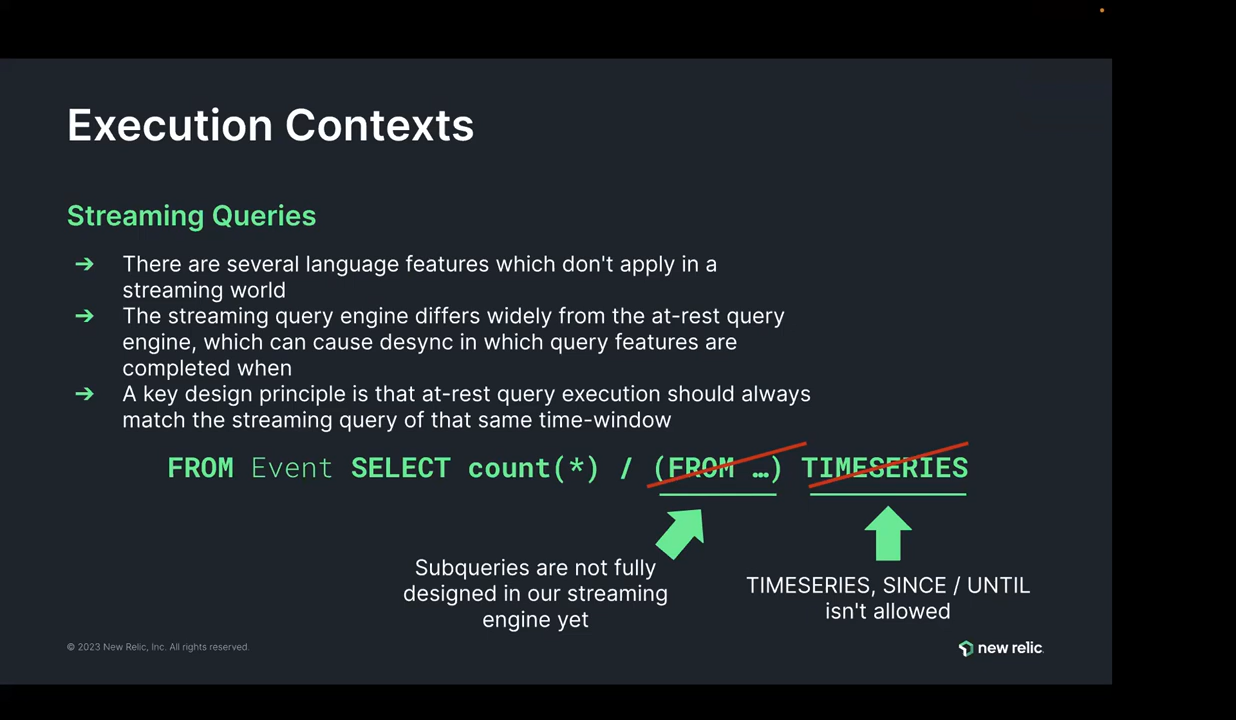 Execution Contexts
Streaming Queries
➔ There are several language features which don't apply in a
streaming world
➔ The streaming query engine differs widely from the at-rest query
engine, which can cause desync in which query features are
completed when
➔ A key design principle is that at-rest query execution should always
match the streaming query of that same time-window
FROM Event SELECT count(*) / (FROM …) TIMESERIES
Subqueries are not fully
designed in our streaming
engine yet
TIMESERIES, SINCE / UNTIL
isn't allowed
© 2023 New Relic, Inc. All rights reserved.
new relic.